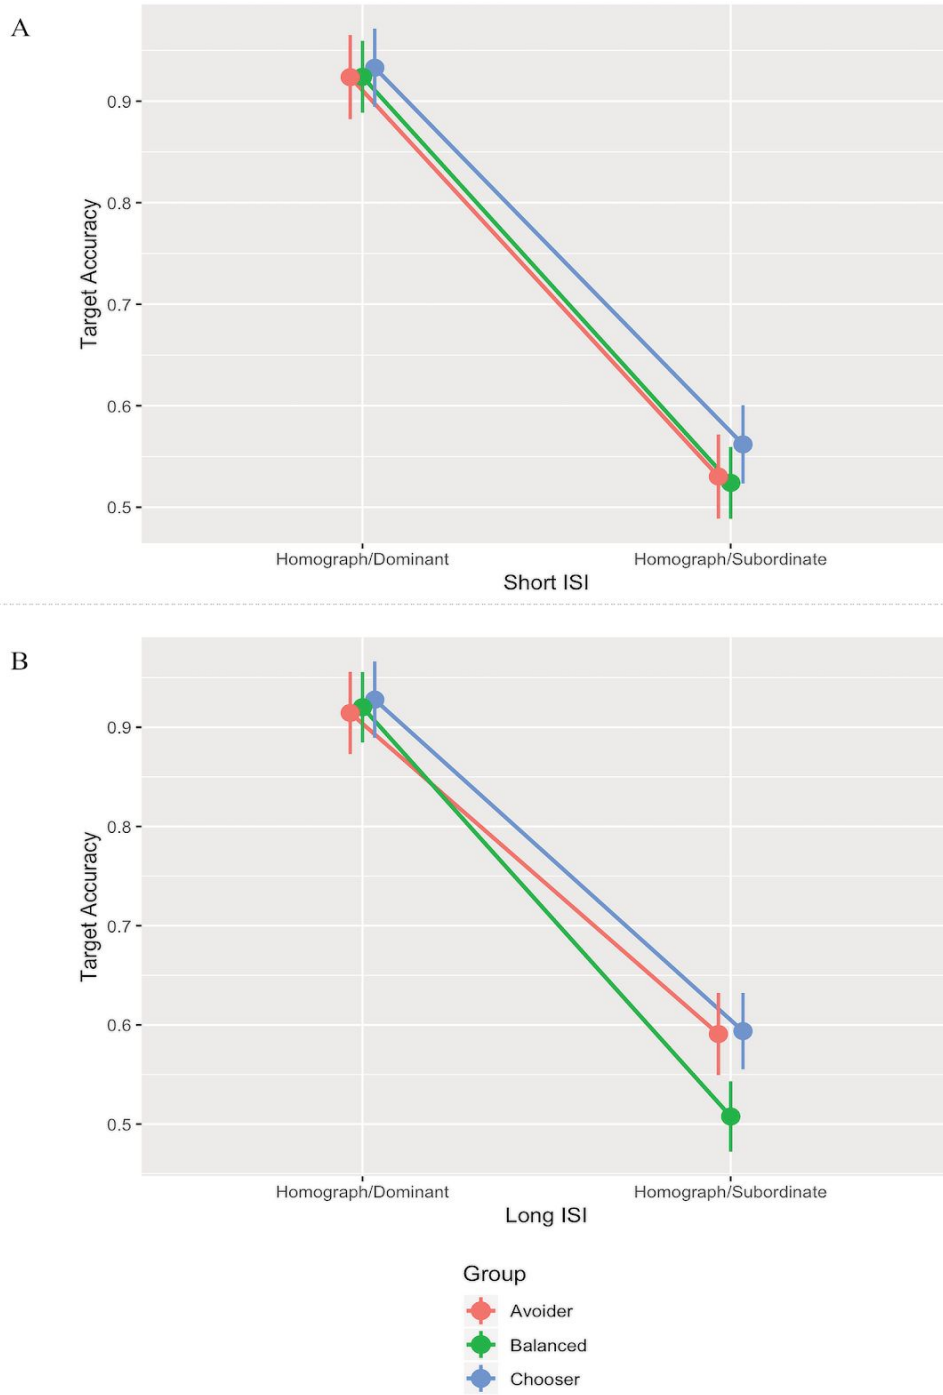 A
0.9
0.8
0.7
0.6
0.5
Target Accuracy
Homograph/Dominant Homograph/Subordinate
Short ISI
B
0.9
0.8
0.7
0.6
0.5
Target Accuracy
Homograph/Dominant Homograph/Subordinate
Long ISI
Group
Avoider
Balanced
Chooser